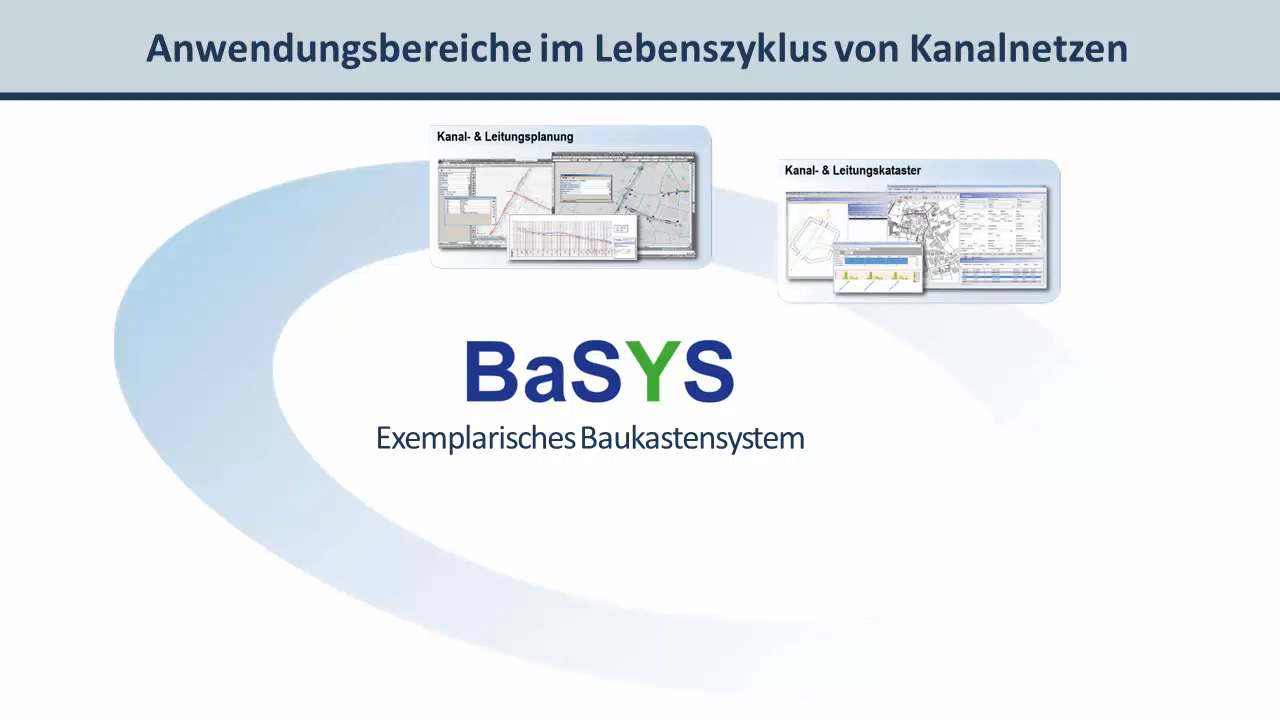 Anwendungsbereiche im Lebenszyklus von Kanalnetzen
Kanal- & Leitungsplanung
Kanal- & Leitungskataster
BaSYS
Exemplarisches Baukastensystem